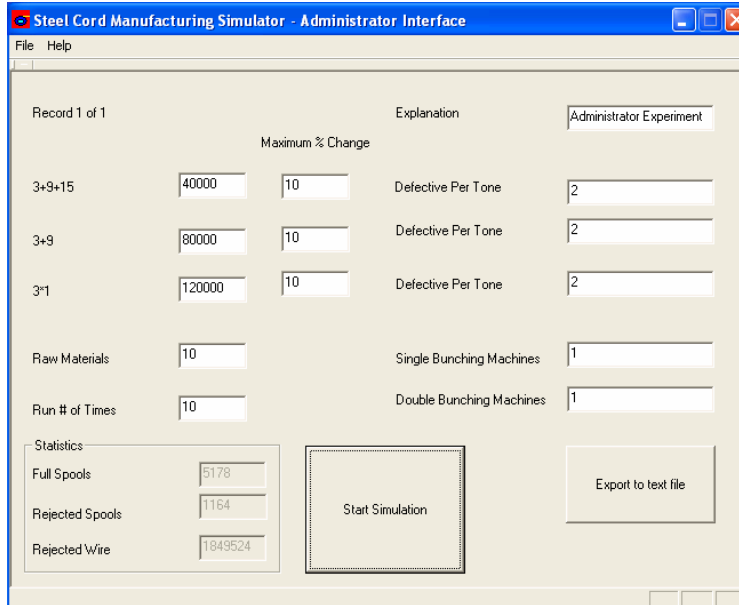 Steel Cord Manufacturing Simulator - Administrator Interface
File Help
Record 1 of 1
Explanation Administrator Experiment
Maximum % Change
3+9+15 40000 10 Defective Per Tone 2
3+9 80000 10 Defective Per Tone 2
3*1 120000 10 Defective Per Tone 2
Raw Materials 10 Single Bunching Machines 1
Run # of Times 10 Double Bunching Machines 1
Statistics
Full Spools 5178
Rejected Spools 1164
Rejected Wire 1849524
Start Simulation
Export to text file